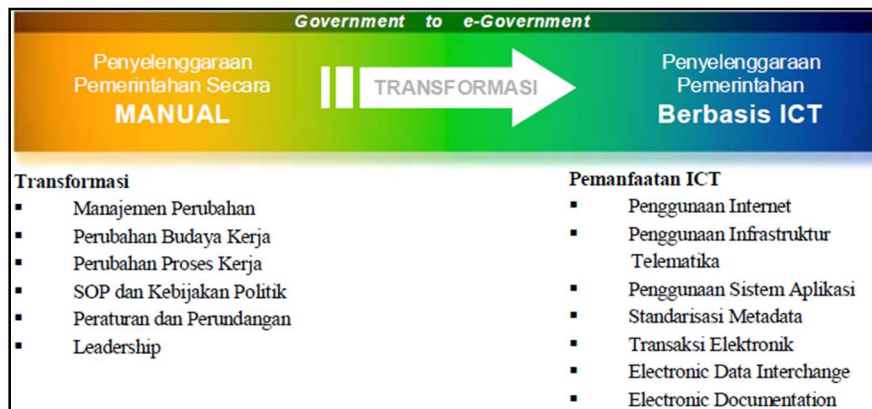 Government to e-Government
Penyelenggaraan
Pemerintahan Secara
MANUAL
TRANSFORMASI
Penyelenggaraan
Pemerintahan
Berbasis ICT
Transformasi
▪ Manajemen Perubahan
▪ Perubahan Budaya Kerja
▪ Perubahan Proses Kerja
▪ SOP dan Kebijakan Politik
▪ Peraturan dan Perundangan
▪ Leadership
Pemanfaatan ICT
▪ Penggunaan Internet
▪ Penggunaan Infrastruktur
Telematika
▪ Penggunaan Sistem Aplikasi
▪ Standarisasi Metadata
▪ Transaksi Elektronik
▪ Electronic Data Interchange
▪ Electronic Documentation